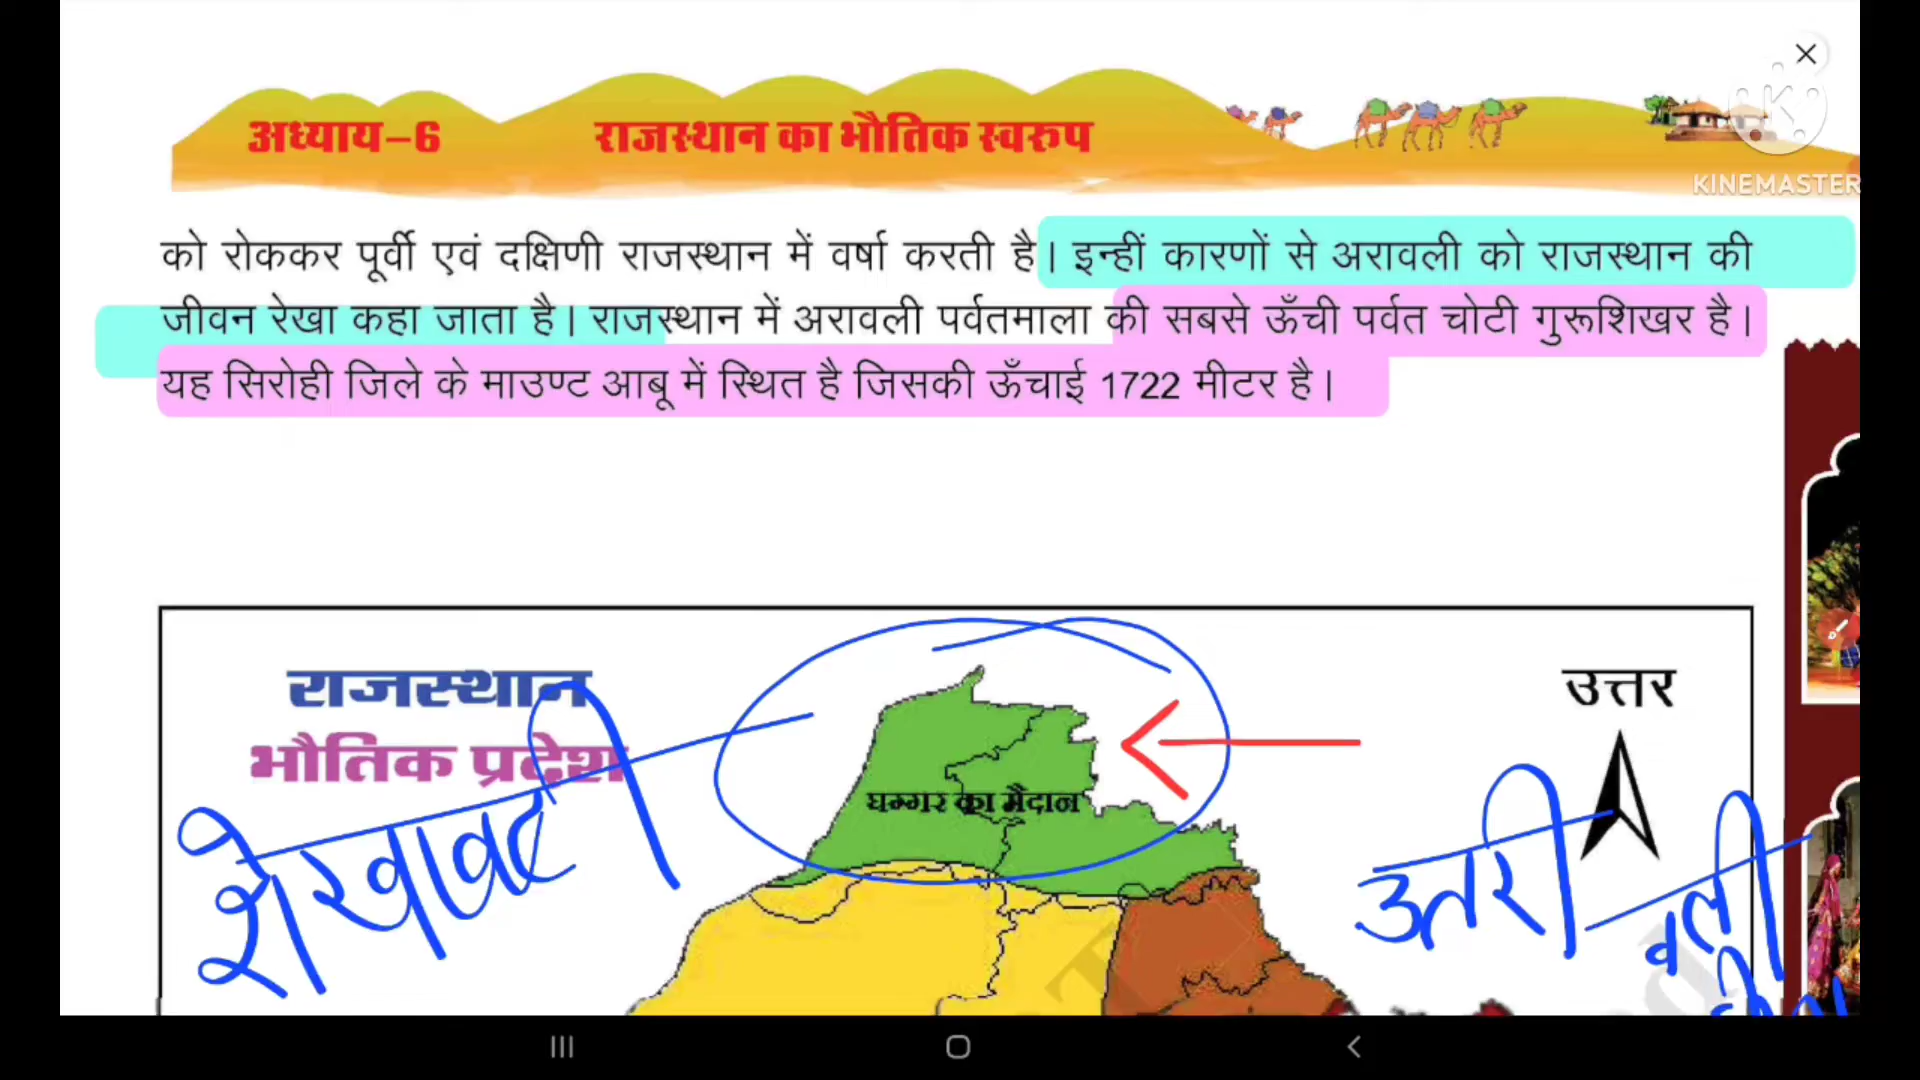 अध्याय-6 राजस्थान का भौतिक स्वरुप
KINEMASTER
को रोककर पूर्वी एवं दक्षिणी राजस्थान में वर्षा करती है। इन्हीं कारणों से अरावली को राजस्थान की
जीवन रेखा कहा जाता है। राजस्थान में अरावली पर्वतमाला की सबसे ऊँची पर्वत चोटी गुरूशिखर है।
यह सिरोही जिले के माउण्ट आबू में स्थित है जिसकी ऊँचाई 1722 मीटर है।
राजस्थान
भौतिक प्रदेश
उत्तर
घग्गर का मैदान
शेखावटी
उतरी